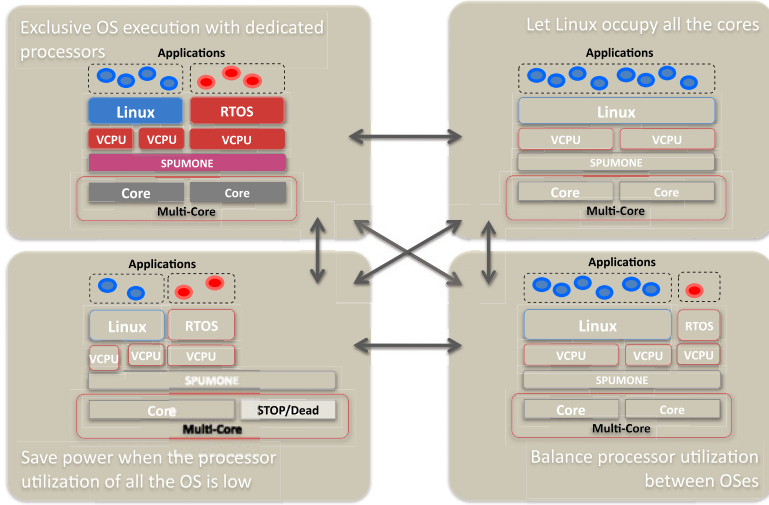 Exclusive OS execution with dedicated
processors
Applications
Linux
RTOS
VCPU
VCPU
VCPU
SPUMONE
Core
Core
Multi-Core
Let Linux occupy all the cores
Applications
Linux
VCPU
VCPU
SPUMONE
Core
Core
Multi-Core
Applications
Linux
RTOS
VCPU
VCPU
VCPU
SPUMONE
Core
STOP/Dead
Multi-Core
Save power when the processor
utilization of all the OS is low
Applications
Linux
RTOS
VCPU
VCPU
VCPU
SPUMONE
Core
Core
Multi-Core
Balance processor utilization
between OSes